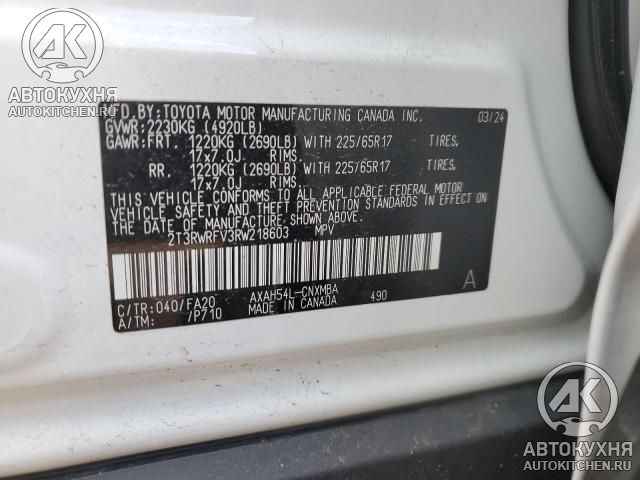 AK
АВТОКУХНЯ
AUTOKITCHEN.RU
MFD. BY: TOYOTA MOTOR MANUFACTURING CANADA INC. 03/24
GVWR: 2230KG (4920LB)
GAWR: FRT. 1220KG (2690LB) WITH 225/65R17 TIRES,
17x7.0J RIMS.
RR. 1220KG (2690LB) WITH 225/65R17 TIRES,
17x7.0J RIMS.
THIS VEHICLE CONFORMS TO ALL APPLICABLE FEDERAL MOTOR
VEHICLE SAFETY, BUMPER, AND THEFT PREVENTION STANDARDS
IN EFFECT ON THE DATE OF MANUFACTURE SHOWN ABOVE.
2T3RWRFV3RW218603 MPV
A
C/TR: 040/FA20 AXAH54L-CNXMBA 490
A/TM: /P710 MADE IN CANADA
AK
АВТОКУХНЯ
AUTOKITCHEN.RU